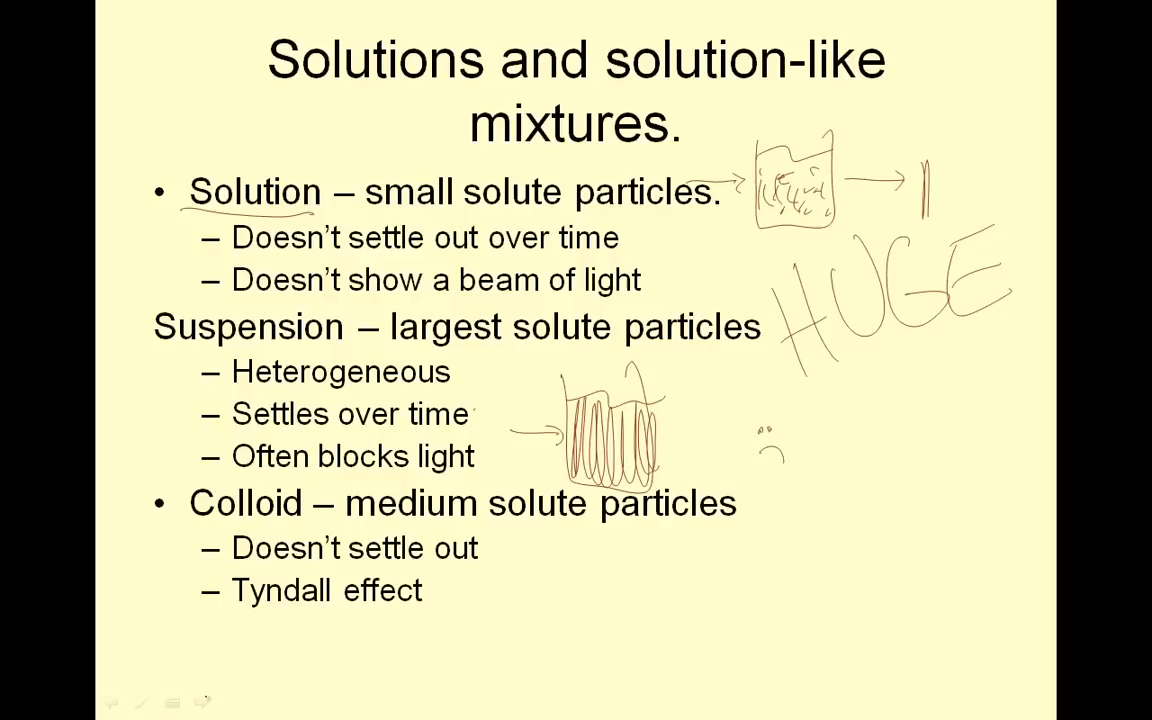 Solutions and solution-like
mixtures.
• Solution – small solute particles.
– Doesn't settle out over time
– Doesn't show a beam of light
HUGE
Suspension – largest solute particles
– Heterogeneous
– Settles over time
– Often blocks light
• Colloid – medium solute particles
– Doesn't settle out
– Tyndall effect